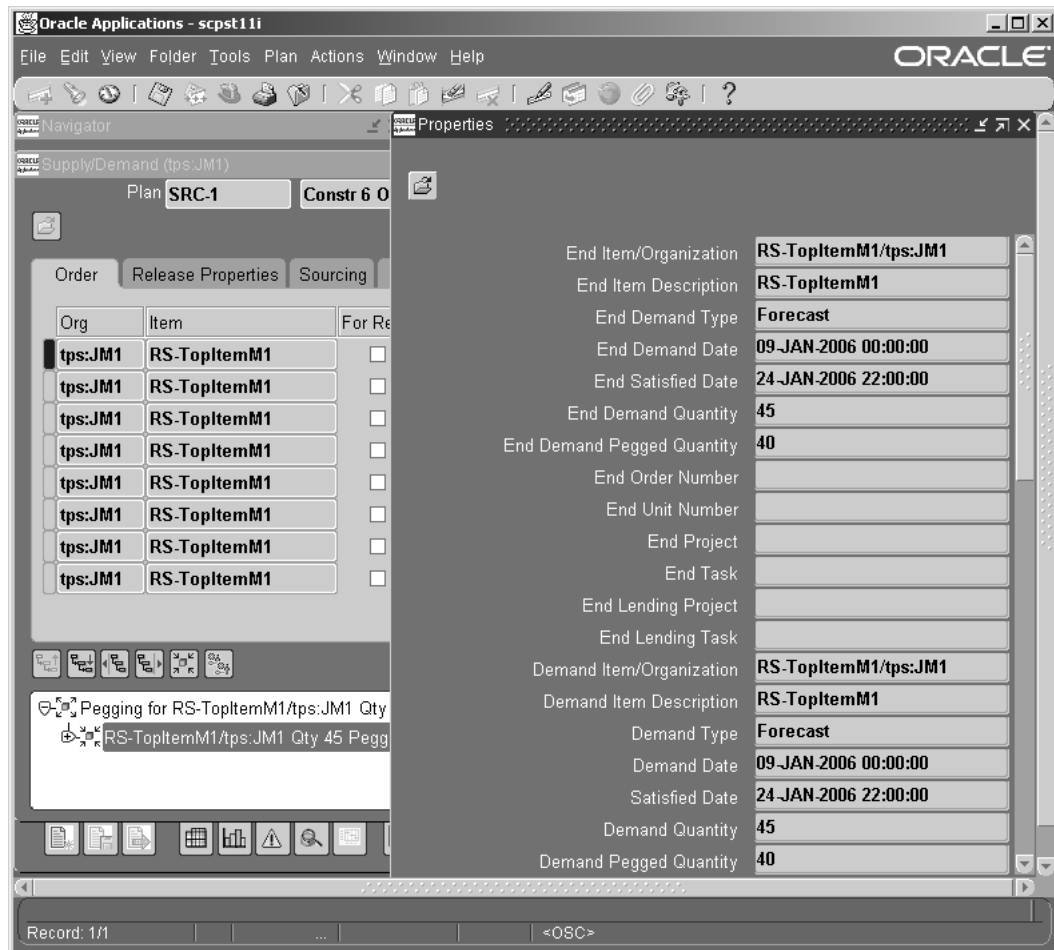 Oracle Applications - scpst11i
File Edit View Folder Tools Plan Actions Window Help
ORACLE
Navigator
Supply/Demand (tps:JM1)
Plan SRC-1 Constr 6 O
Order Release Properties Sourcing
Org Item For Re
tps:JM1 RS-TopItemM1
tps:JM1 RS-TopItemM1
tps:JM1 RS-TopItemM1
tps:JM1 RS-TopItemM1
tps:JM1 RS-TopItemM1
tps:JM1 RS-TopItemM1
tps:JM1 RS-TopItemM1
tps:JM1 RS-TopItemM1
Pegging for RS-TopItemM1/tps:JM1 Qty
RS-TopItemM1/tps:JM1 Qty 45 Pegg
Properties
End Item/Organization RS-TopItemM1/tps:JM1
End Item Description RS-TopItemM1
End Demand Type Forecast
End Demand Date 09-JAN-2006 00:00:00
End Satisfied Date 24-JAN-2006 22:00:00
End Demand Quantity 45
End Demand Pegged Quantity 40
End Order Number
End Unit Number
End Project
End Task
End Lending Project
End Lending Task
Demand Item/Organization RS-TopItemM1/tps:JM1
Demand Item Description RS-TopItemM1
Demand Type Forecast
Demand Date 09-JAN-2006 00:00:00
Satisfied Date 24-JAN-2006 22:00:00
Demand Quantity 45
Demand Pegged Quantity 40
Record: 1/1 ... <OSC>